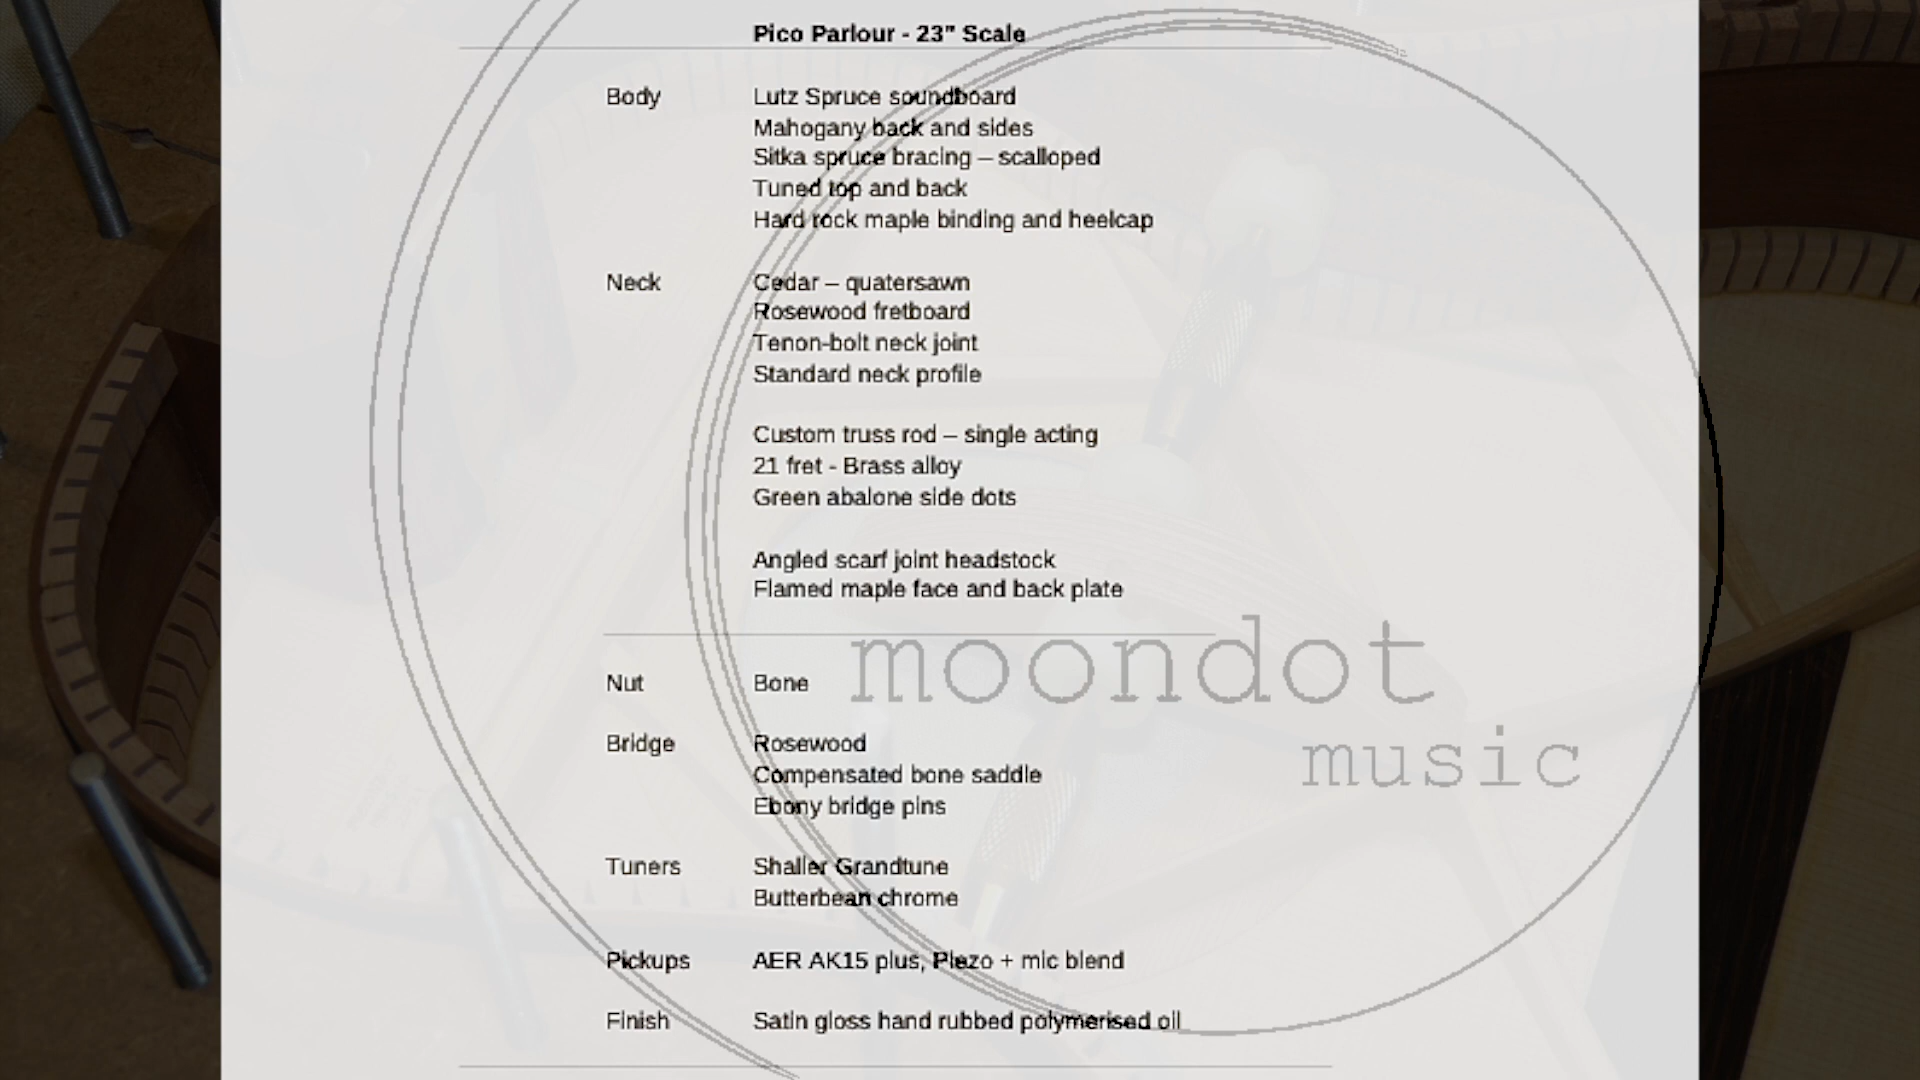 Pico Parlour - 23" Scale
Body Lutz Spruce soundboard
Mahogany back and sides
Sitka spruce bracing – scalloped
Tuned top and back
Hard rock maple binding and heelcap
Neck Cedar – quatersawn
Rosewood fretboard
Tenon-bolt neck joint
Standard neck profile
Custom truss rod – single acting
21 fret - Brass alloy
Green abalone side dots
Angled scarf joint headstock
Flamed maple face and back plate
moondot
Nut Bone
Bridge Rosewood
music
Compensated bone saddle
Ebony bridge pins
Tuners Shaller Grandtune
Butterbean chrome
Pickups AER AK15 plus, Piezo + mic blend
Finish Satin gloss hand rubbed polymerised oil